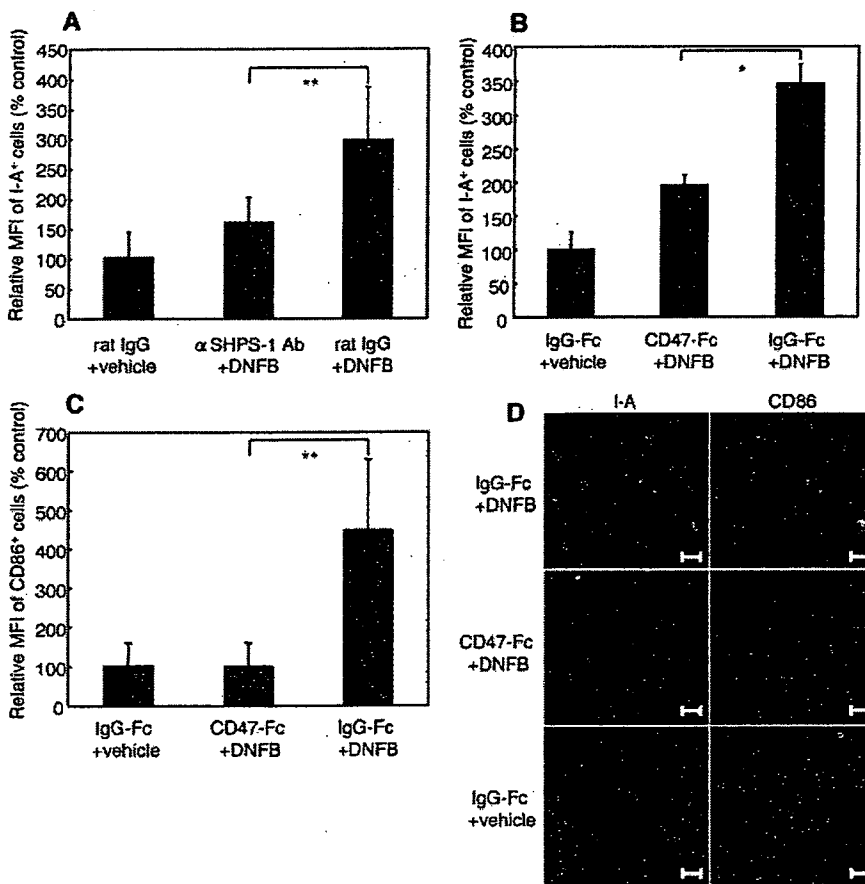 A
Relative MFI of I-A⁺ cells (% control)
450
400
350
300
250
200
150
100
50
0
**
rat IgG
+vehicle
α SHPS-1 Ab
+DNFB
rat IgG
+DNFB
B
Relative MFI of I-A⁺ cells (% control)
400
350
300
250
200
150
100
50
0
*
IgG-Fc
+vehicle
CD47-Fc
+DNFB
IgG-Fc
+DNFB
C
Relative MFI of CD86⁺ cells (% control)
700
600
500
400
300
200
100
0
**
IgG-Fc
+vehicle
CD47-Fc
+DNFB
IgG-Fc
+DNFB
D
I-A
CD86
IgG-Fc
+DNFB
CD47-Fc
+DNFB
IgG-Fc
+vehicle